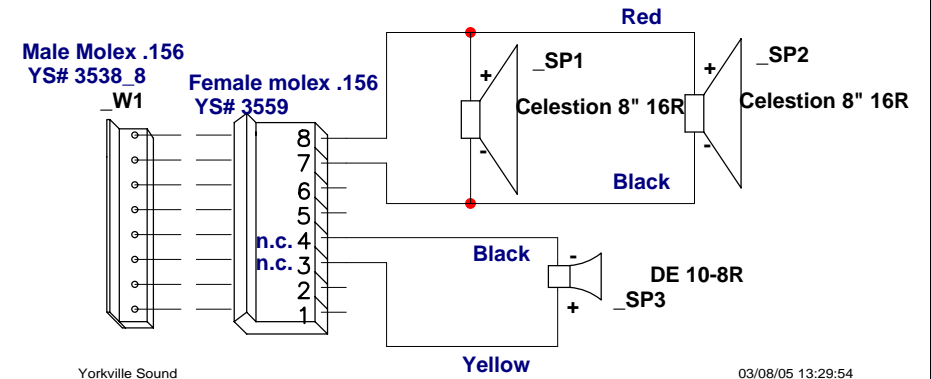 Red
Male Molex .156
YS# 3538_8
_W1
Female molex .156
YS# 3559
+
_SP1
Celestion 8" 16R
-
+
_SP2
Celestion 8" 16R
-
Black
8
7
6
5
n.c. 4
n.c. 3
2
1
Black
-
DE 10-8R
_SP3
+
Yellow
Yorkville Sound
03/08/05 13:29:54